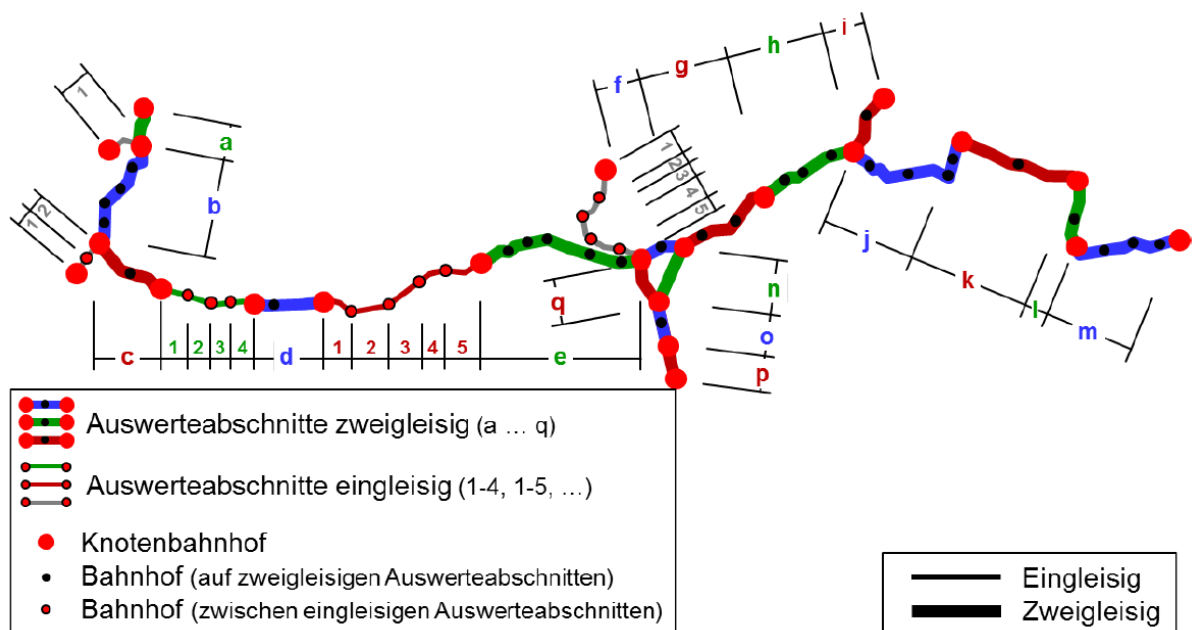 i
h
g
f
1
a
1
2
3
4
5
b
2
1
j
n
q
k
l
o
m
c
1
2
3
4
d
1
2
3
4
5
e
p
Auswerteabschnitte zweigleisig (a ... q)
Auswerteabschnitte eingleisig (1-4, 1-5, ...)
Knotenbahnhof
Bahnhof (auf zweigleisigen Auswerteabschnitten)
Bahnhof (zwischen eingleisigen Auswerteabschnitten)
Eingleisig
Zweigleisig